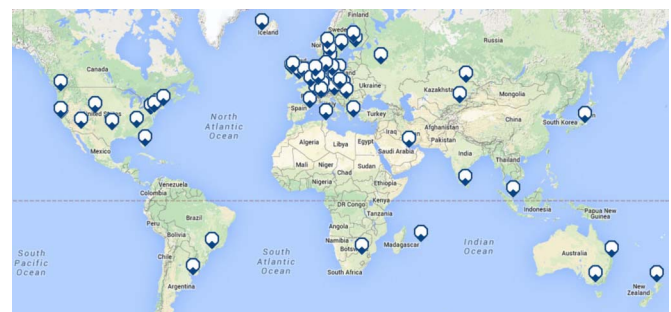 Finland
Iceland
Russia
Canada
Ukraine
Kazakhstan
Mongolia
North
Atlantic
Ocean
Spain
Turkey
Afghanistan
China
South Korea
Iraq
Pakistan
Algeria
Libya
Egypt
Saudi Arabia
Mexico
India
Mali
Niger
Chad
Sudan
Thailand
Nigeria
Ethiopia
Venezuela
Colombia
DR Congo
Kenya
Indonesia
Papua New
Guinea
Tanzania
Peru
Brazil
Angola
Bolivia
Namibia
Madagascar
South
Pacific
Ocean
Chile
South
Atlantic
Ocean
Indian
Ocean
Australia
South Africa
Argentina
New
Zealand